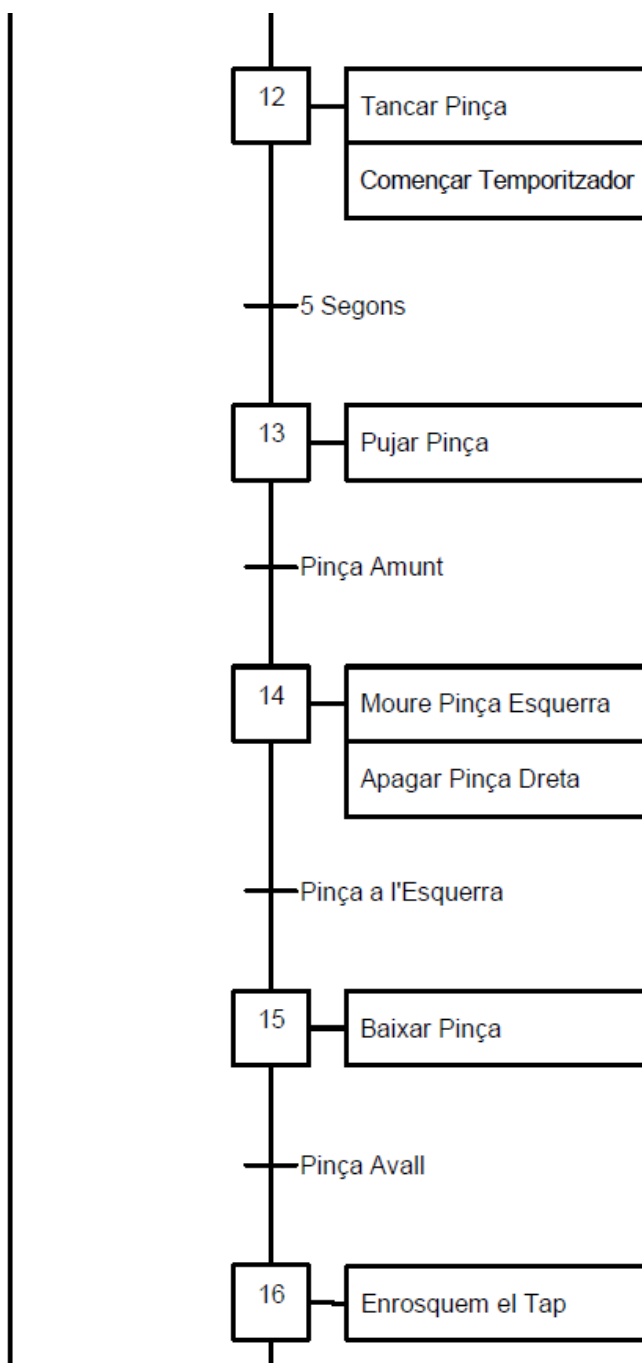 12
Tancar Pinça
Començar Temporitzador
5 Segons
13
Pujar Pinça
Pinça Amunt
14
Moure Pinça Esquerra
Apagar Pinça Dreta
Pinça a l'Esquerra
15
Baixar Pinça
Pinça Avall
16
Enrosquem el Tap